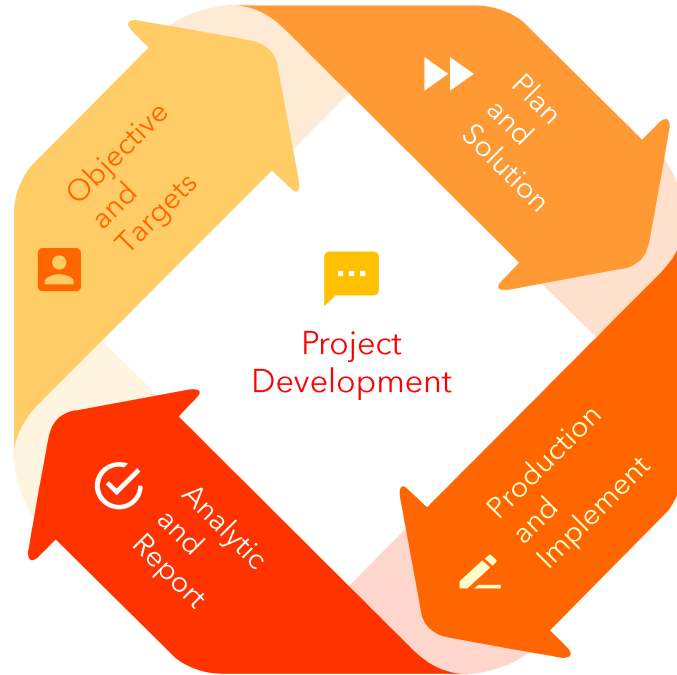 Objective
and
Targets
Plan
and
Solution
Project
Development
Production
and
Implement
Analytic
and
Report